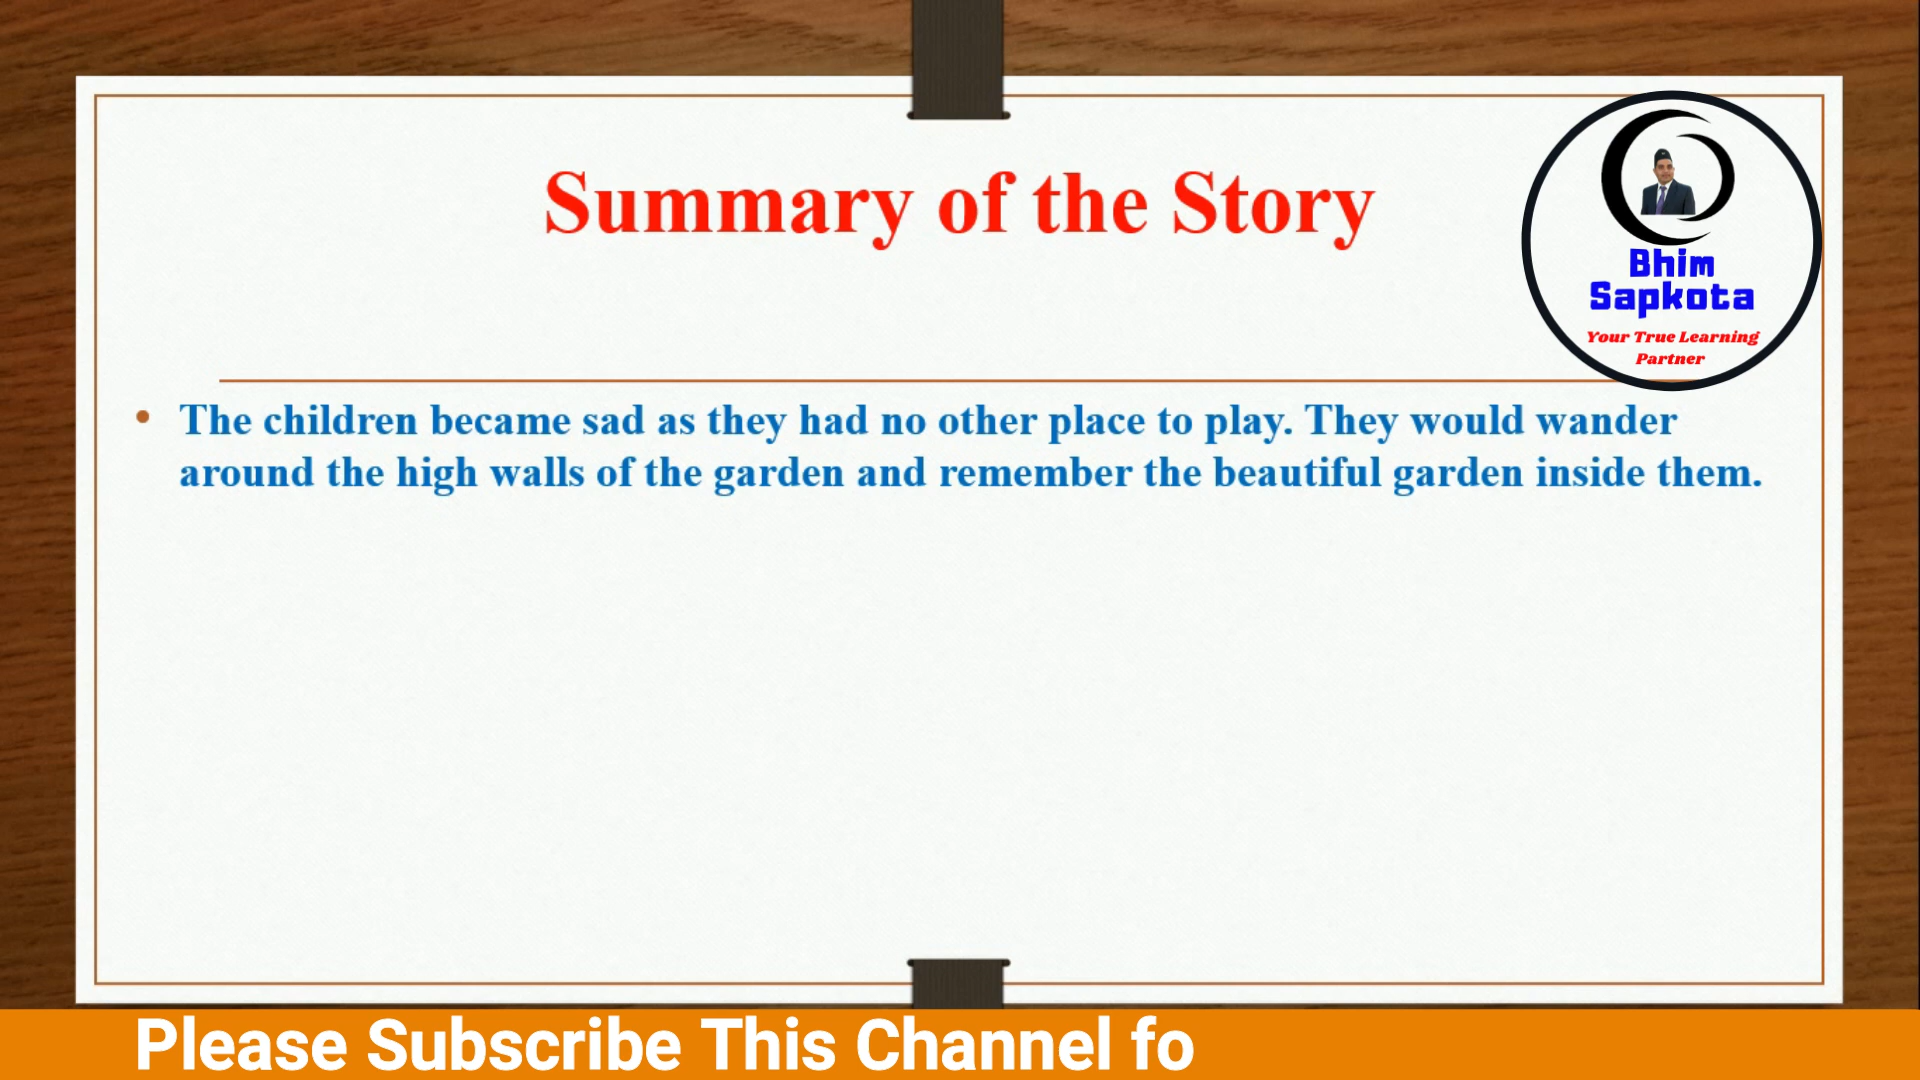 Summary of the Story
Bhim
Sapkota
Your True Learning
Partner
• The children became sad as they had no other place to play. They would wander
around the high walls of the garden and remember the beautiful garden inside them.
Please Subscribe This Channel fo